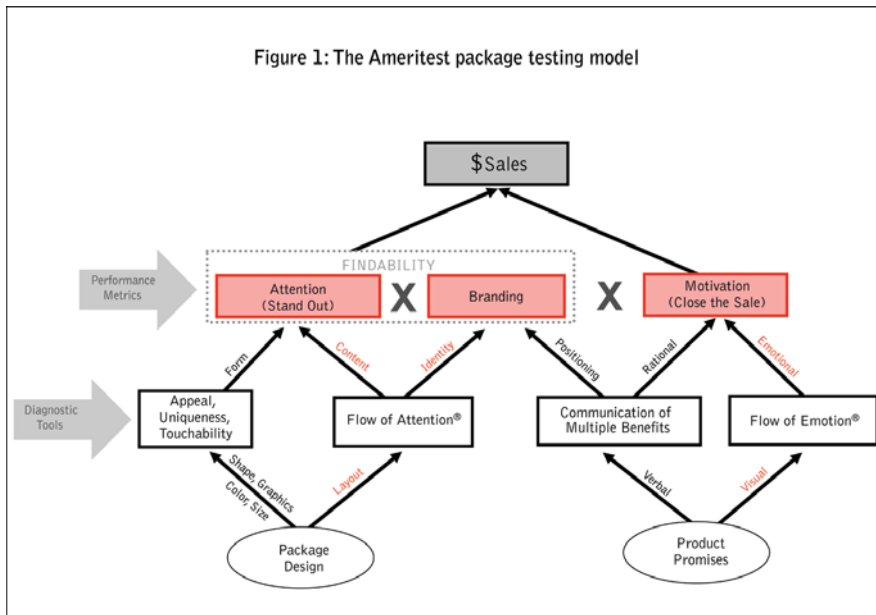 Figure 1: The Ameritest package testing model
$Sales
FINDABILITY
Performance
Metrics
Attention
(Stand Out)
X
Branding
X
Motivation
(Close the Sale)
Form
Content
Identity
Positioning
Rational
Emotional
Diagnostic
Tools
Appeal,
Uniqueness,
Touchability
Flow of Attention®
Communication of
Multiple Benefits
Flow of Emotion®
Shape, Graphics
Color, Size
Layout
Verbal
Visual
Package
Design
Product
Promises